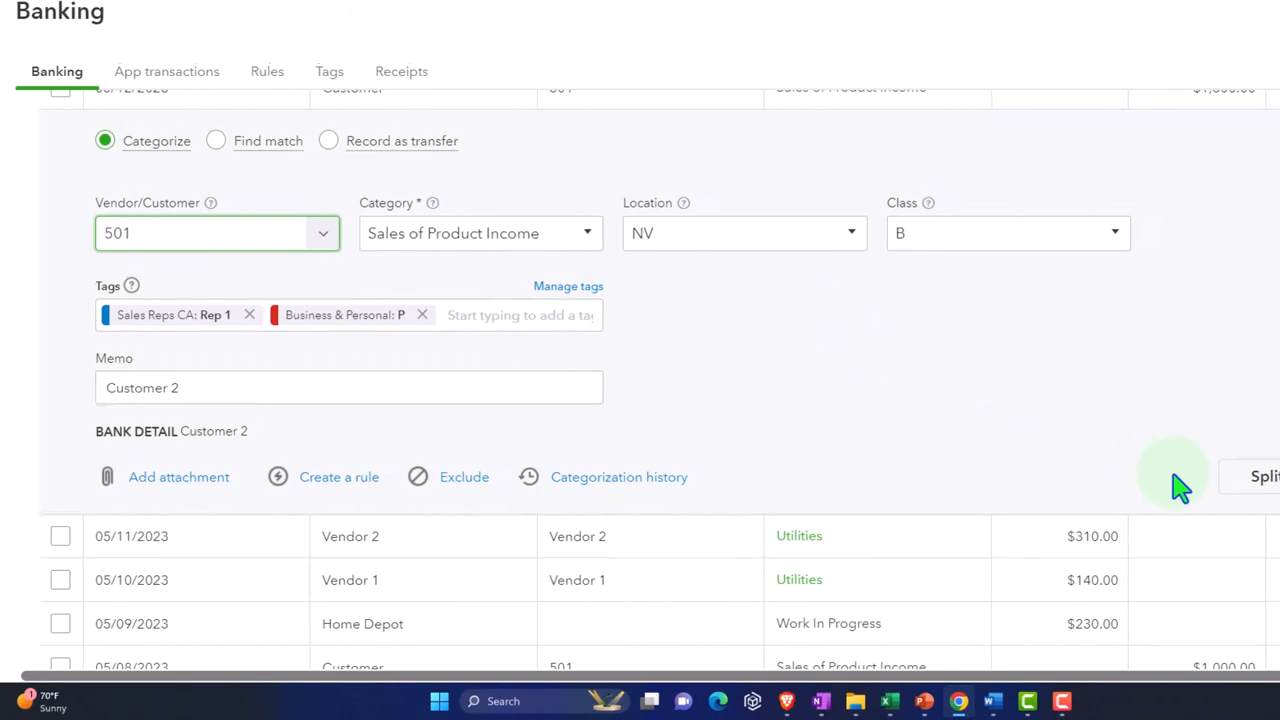 Banking
Banking App transactions Rules Tags Receipts
Customer 501 Sales of Product Income
Categorize Find match Record as transfer
Vendor/Customer Category * Location Class
501 Sales of Product Income NV B
Tags Manage tags
Sales Reps CA: Rep 1 Business & Personal: P Start typing to add a tag
Memo
Customer 2
BANK DETAIL Customer 2
Add attachment Create a rule Exclude Categorization history Split
05/11/2023 Vendor 2 Vendor 2 Utilities $310.00
05/10/2023 Vendor 1 Vendor 1 Utilities $140.00
05/09/2023 Home Depot Work In Progress $230.00
05/08/2023 Customer 501 Sales of Product Income $1,000.00
1 70°F
Sunny
Search